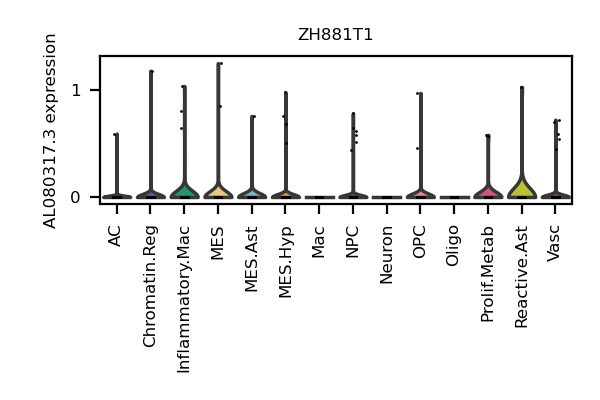 ZH881T1
AL080317.3 expression
1
0
AC
Chromatin.Reg
Inflammatory.Mac
MES
MES.Ast
MES.Hyp
Mac
NPC
Neuron
OPC
Oligo
Prolif.Metab
Reactive.Ast
Vasc